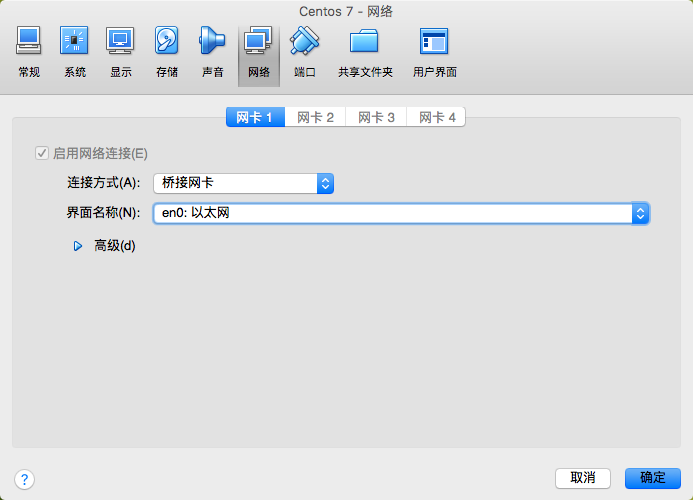 Centos 7 - 网络
常规 系统 显示 存储 声音 网络 端口 共享文件夹 用户界面
网卡 1 网卡 2 网卡 3 网卡 4
启用网络连接(E)
连接方式(A): 桥接网卡
界面名称(N): en0: 以太网
高级(d)
? 取消 确定